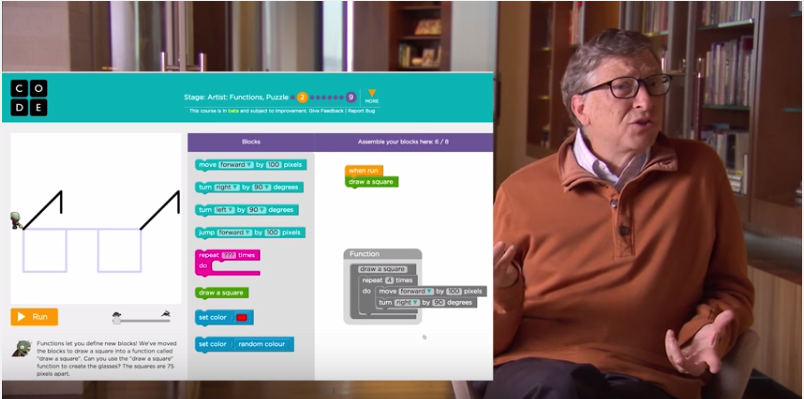 C O
D E
Stage: Artist: Functions, Puzzle 2 9
MORE
This course is in beta and subject to improvement. Give Feedback | Report Bug
Blocks
Assemble your blocks here: 6 / 8
move forward by 100 pixels
turn right by 90 degrees
turn left by 90 degrees
jump forward by 100 pixels
repeat ??? times
do
draw a square
set color
set color random colour
when run
draw a square
Function
draw a square
repeat 4 times
do move forward by 100 pixels
turn right by 90 degrees
Run
Functions let you define new blocks! We've moved
the blocks to draw a square into a function called
"draw a square". Can you use the "draw a square"
function to create the glasses? The squares are 75
pixels apart.